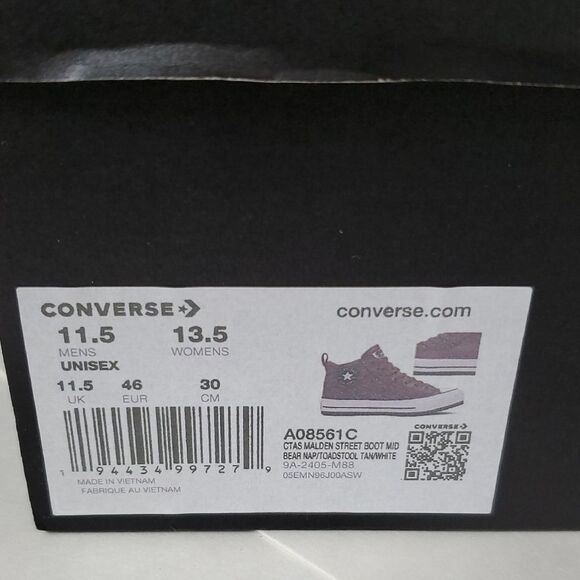 CONVERSE
converse.com
11.5 13.5
MENS WOMENS
UNISEX
11.5 46 30
UK EUR CM
A08561C
CTAS MALDEN STREET BOOT MID
BEAR NAP/TOADSTOOL TAN/WHITE
9A-2405-M88
05EMN96J00ASW
CONVERSE
1 94434 99727 9
MADE IN VIETNAM
FABRIQUE AU VIETNAM